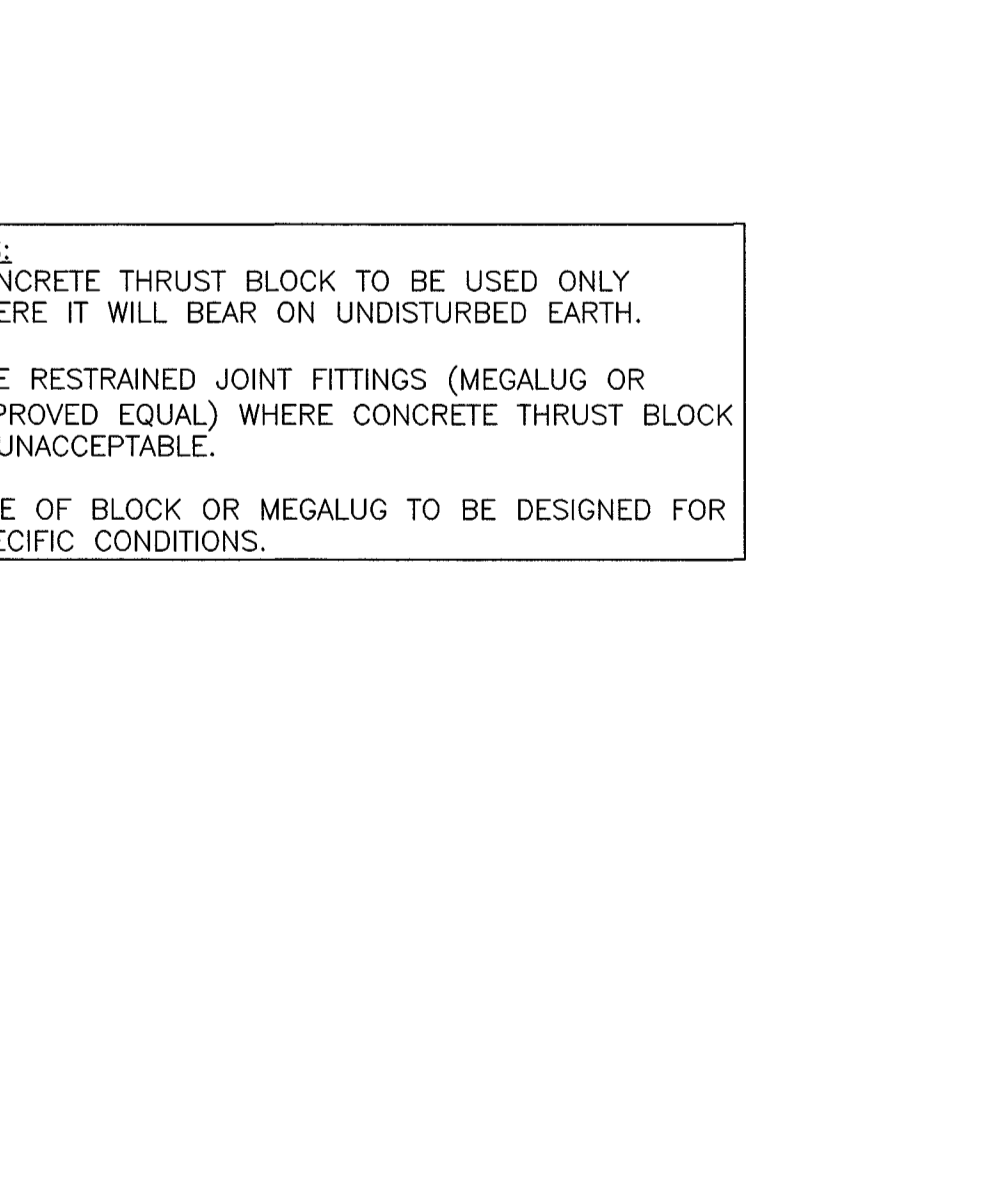 S:
NCRETE THRUST BLOCK TO BE USED ONLY
ERE IT WILL BEAR ON UNDISTURBED EARTH.
E RESTRAINED JOINT FITTINGS (MEGALUG OR
PROVED EQUAL) WHERE CONCRETE THRUST BLOCK
UNACCEPTABLE.
E OF BLOCK OR MEGALUG TO BE DESIGNED FOR
ECIFIC CONDITIONS.